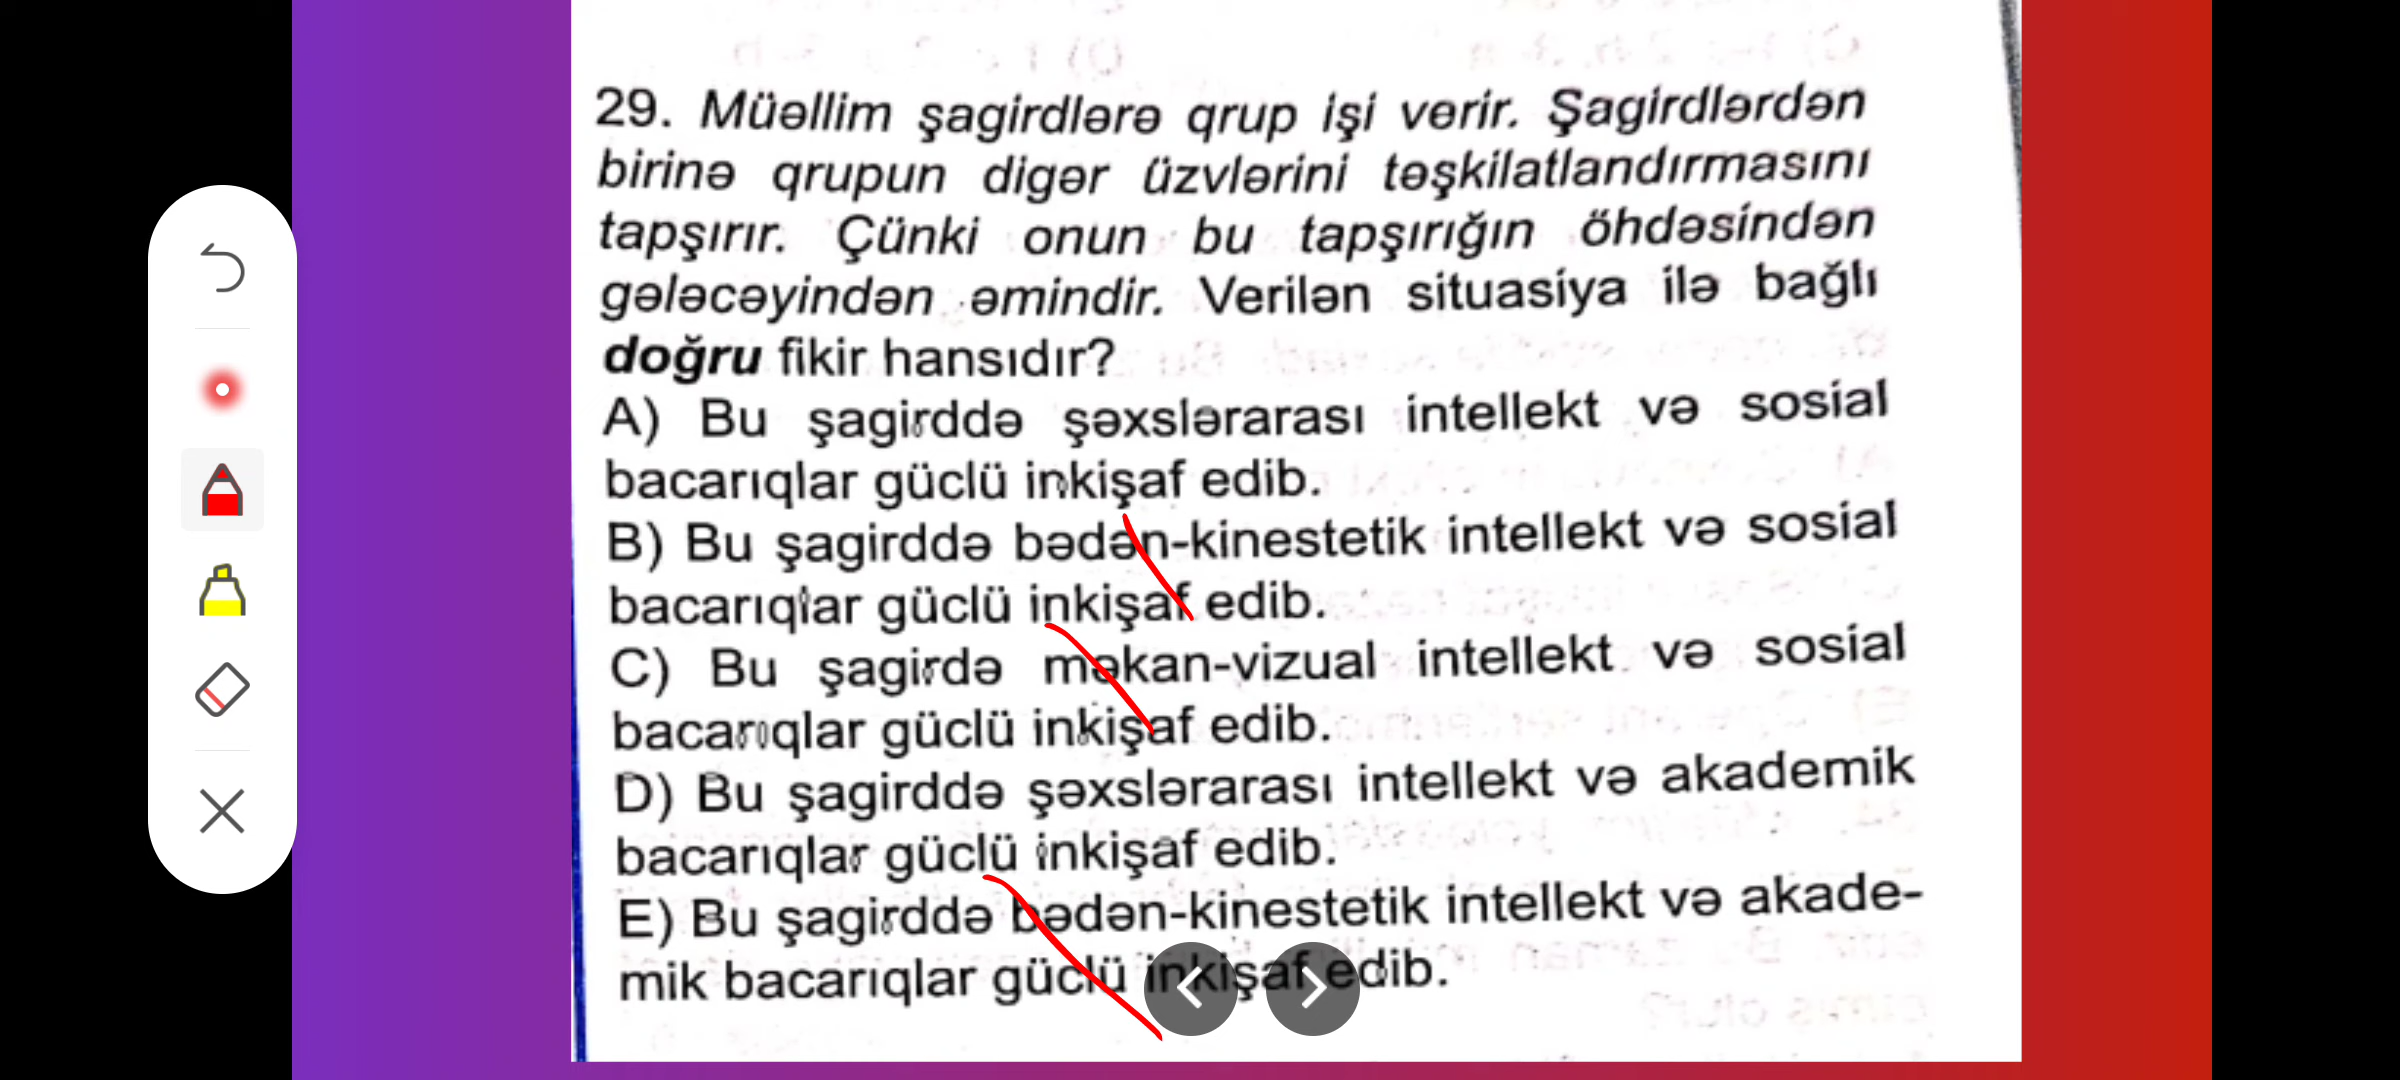 29. Müəllim şagirdlərə qrup işi verir. Şagirdlərdən
birinə qrupun digər üzvlərini təşkilatlandırmasını
tapşırır. Çünki onun bu tapşırığın öhdəsindən
gələcəyindən əmindir. Verilən situasiya ilə bağlı
doğru fikir hansıdır?
A) Bu şagirddə şəxslərarası intellekt və sosial
bacarıqlar güclü inkişaf edib.
B) Bu şagirddə bədən-kinestetik intellekt və sosial
bacarıqlar güclü inkişaf edib.
C) Bu şagirdə məkan-vizual intellekt və sosial
bacarıqlar güclü inkişaf edib.
D) Bu şagirddə şəxslərarası intellekt və akademik
bacarıqlar güclü inkişaf edib.
E) Bu şagirddə bədən-kinestetik intellekt və akade-
mik bacarıqlar güclü inkişaf edib.